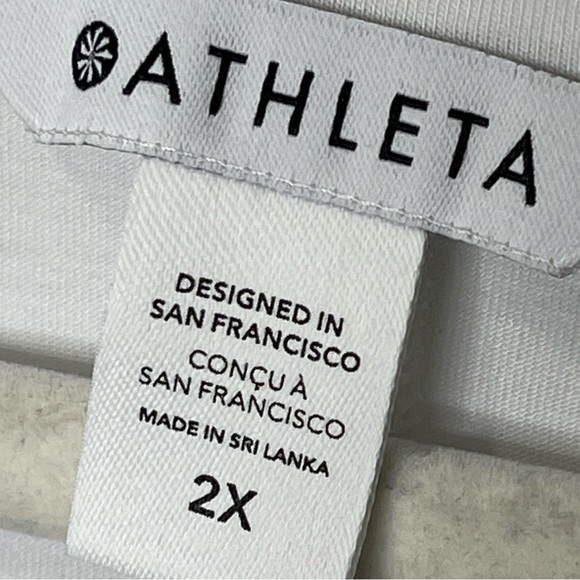 ATHLETA
DESIGNED IN
SAN FRANCISCO
CONÇU À
SAN FRANCISCO
MADE IN SRI LANKA
2X